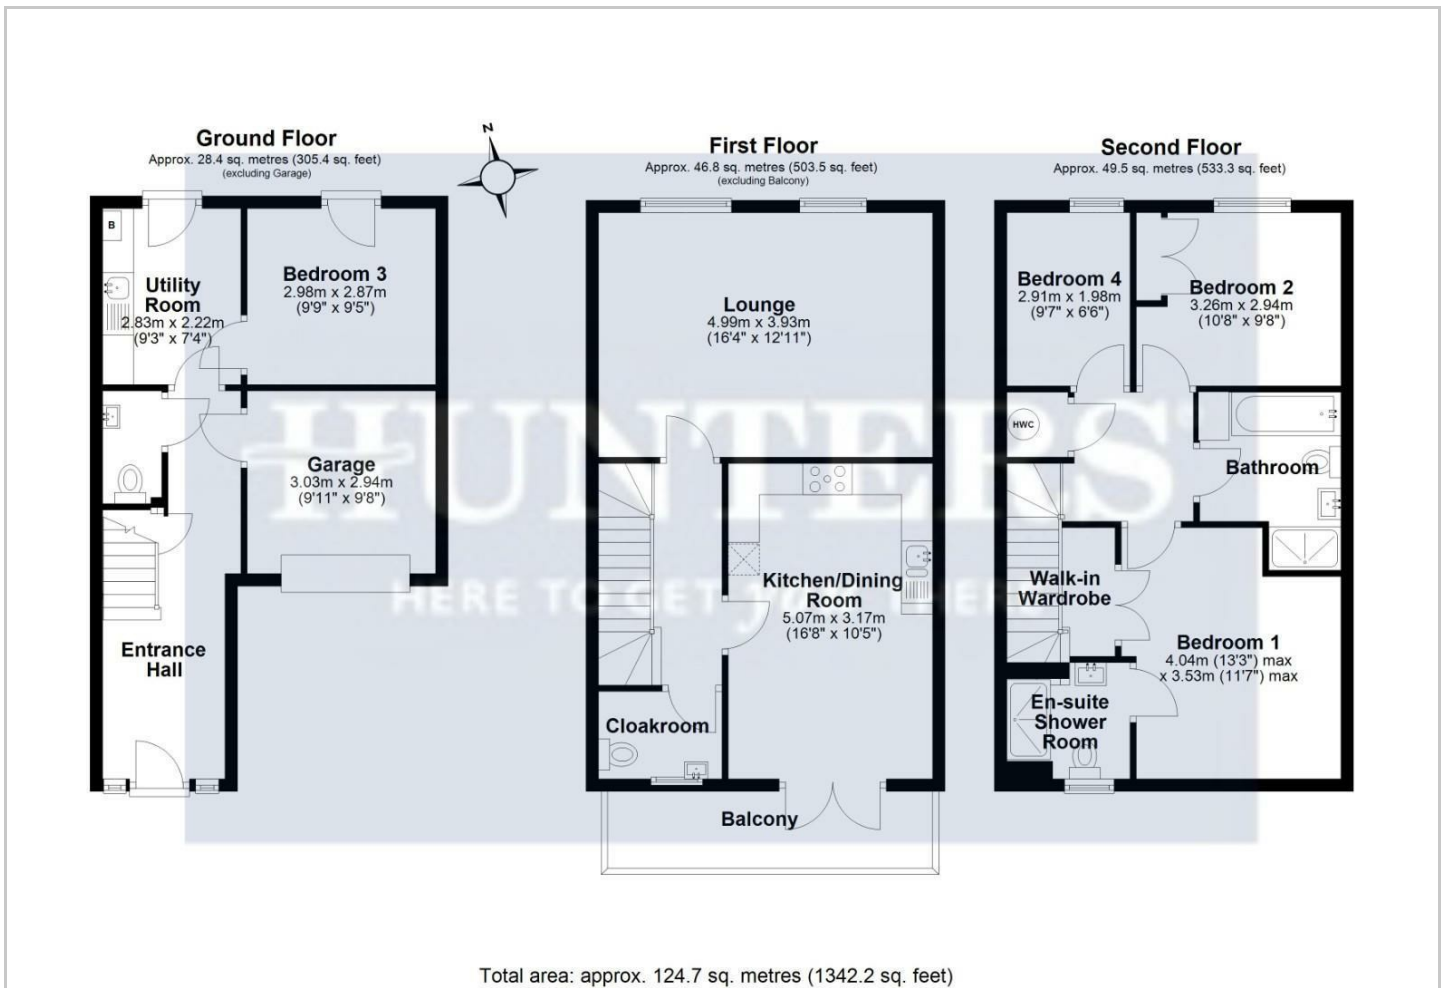 N
Ground Floor
Approx. 28.4 sq. metres (305.4 sq. feet)
(excluding Garage)
B
Utility
Room
2.83m x 2.22m
(9'3" x 7'4")
Bedroom 3
2.98m x 2.87m
(9'9" x 9'5")
Garage
3.03m x 2.94m
(9'11" x 9'8")
Entrance
Hall
First Floor
Approx. 46.8 sq. metres (503.5 sq. feet)
(excluding Balcony)
Lounge
4.99m x 3.93m
(16'4" x 12'11")
Kitchen/Dining
Room
5.07m x 3.17m
(16'8" x 10'5")
Cloakroom
Balcony
Second Floor
Approx. 49.5 sq. metres (533.3 sq. feet)
Bedroom 4
2.91m x 1.98m
(9'7" x 6'6")
Bedroom 2
3.26m x 2.94m
(10'8" x 9'8")
HWC
Bathroom
Walk-in
Wardrobe
Bedroom 1
4.04m (13'3") max
x 3.53m (11'7") max
En-suite
Shower
Room
HUNTERS
HERE TO GET you THERE
Total area: approx. 124.7 sq. metres (1342.2 sq. feet)